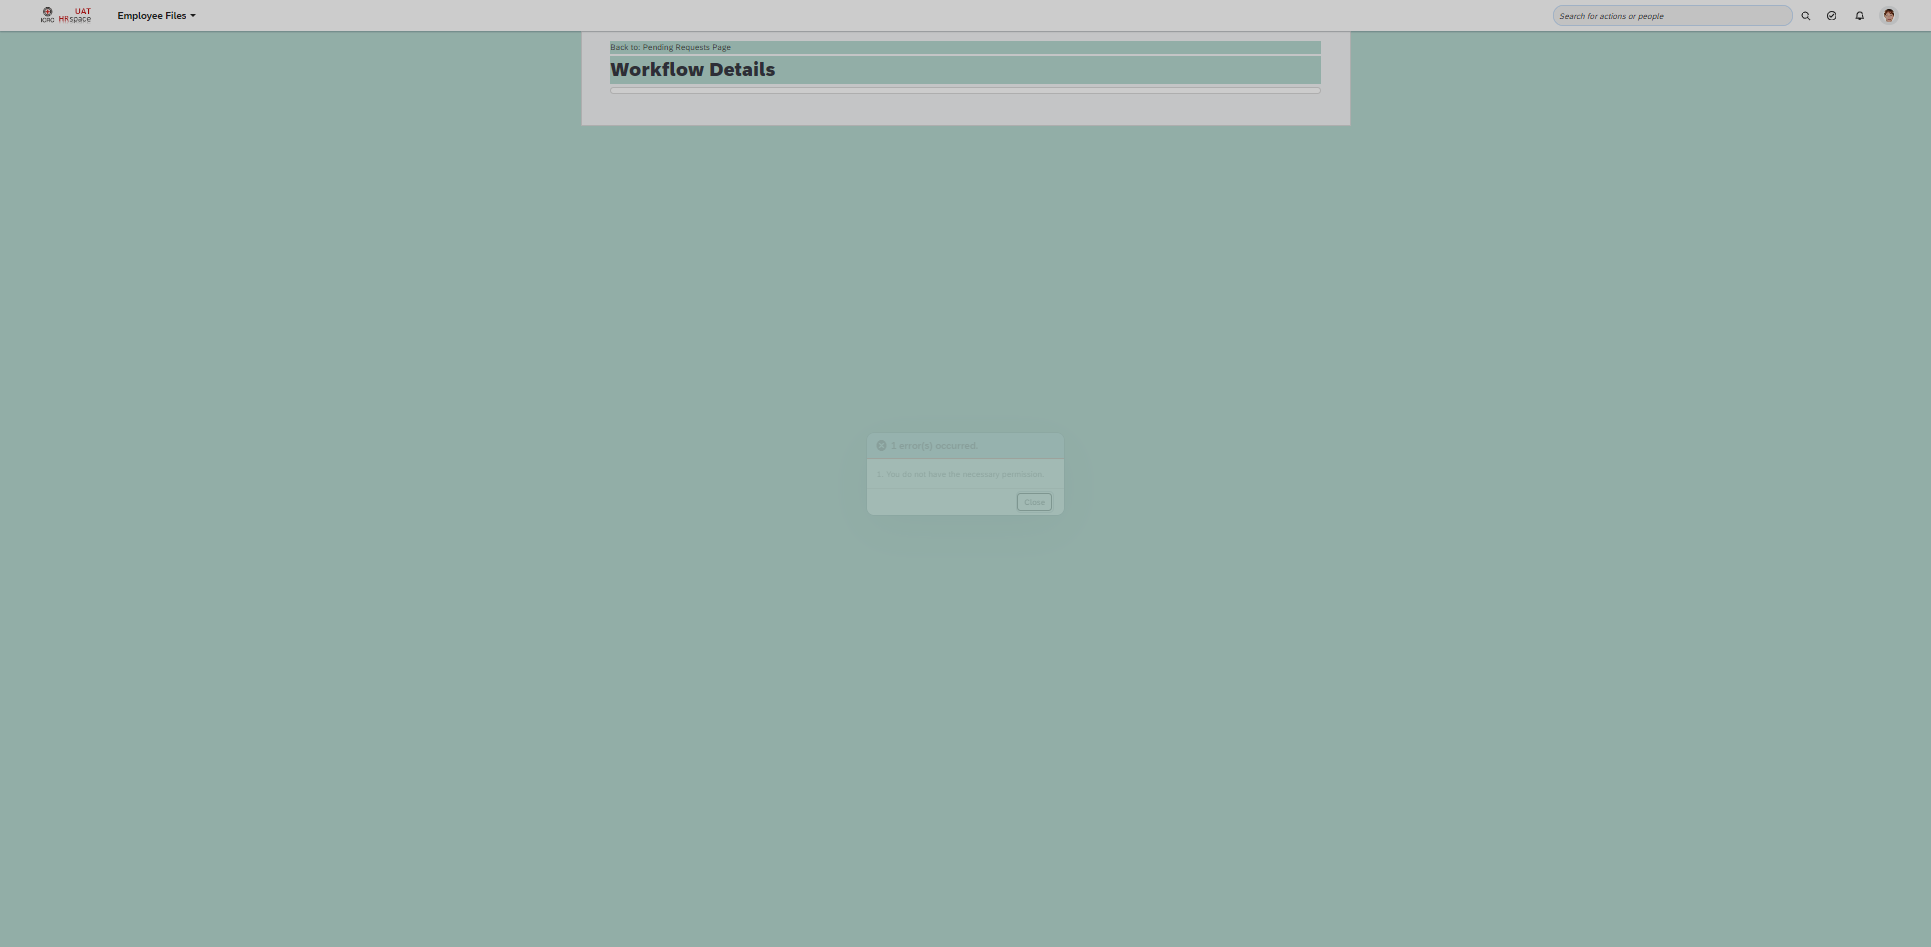 ICRC
UAT
HRspace
Employee Files
Search for actions or people
Back to: Pending Requests Page
Workflow Details
1 error(s) occurred.
1. You do not have the necessary permission.
Close